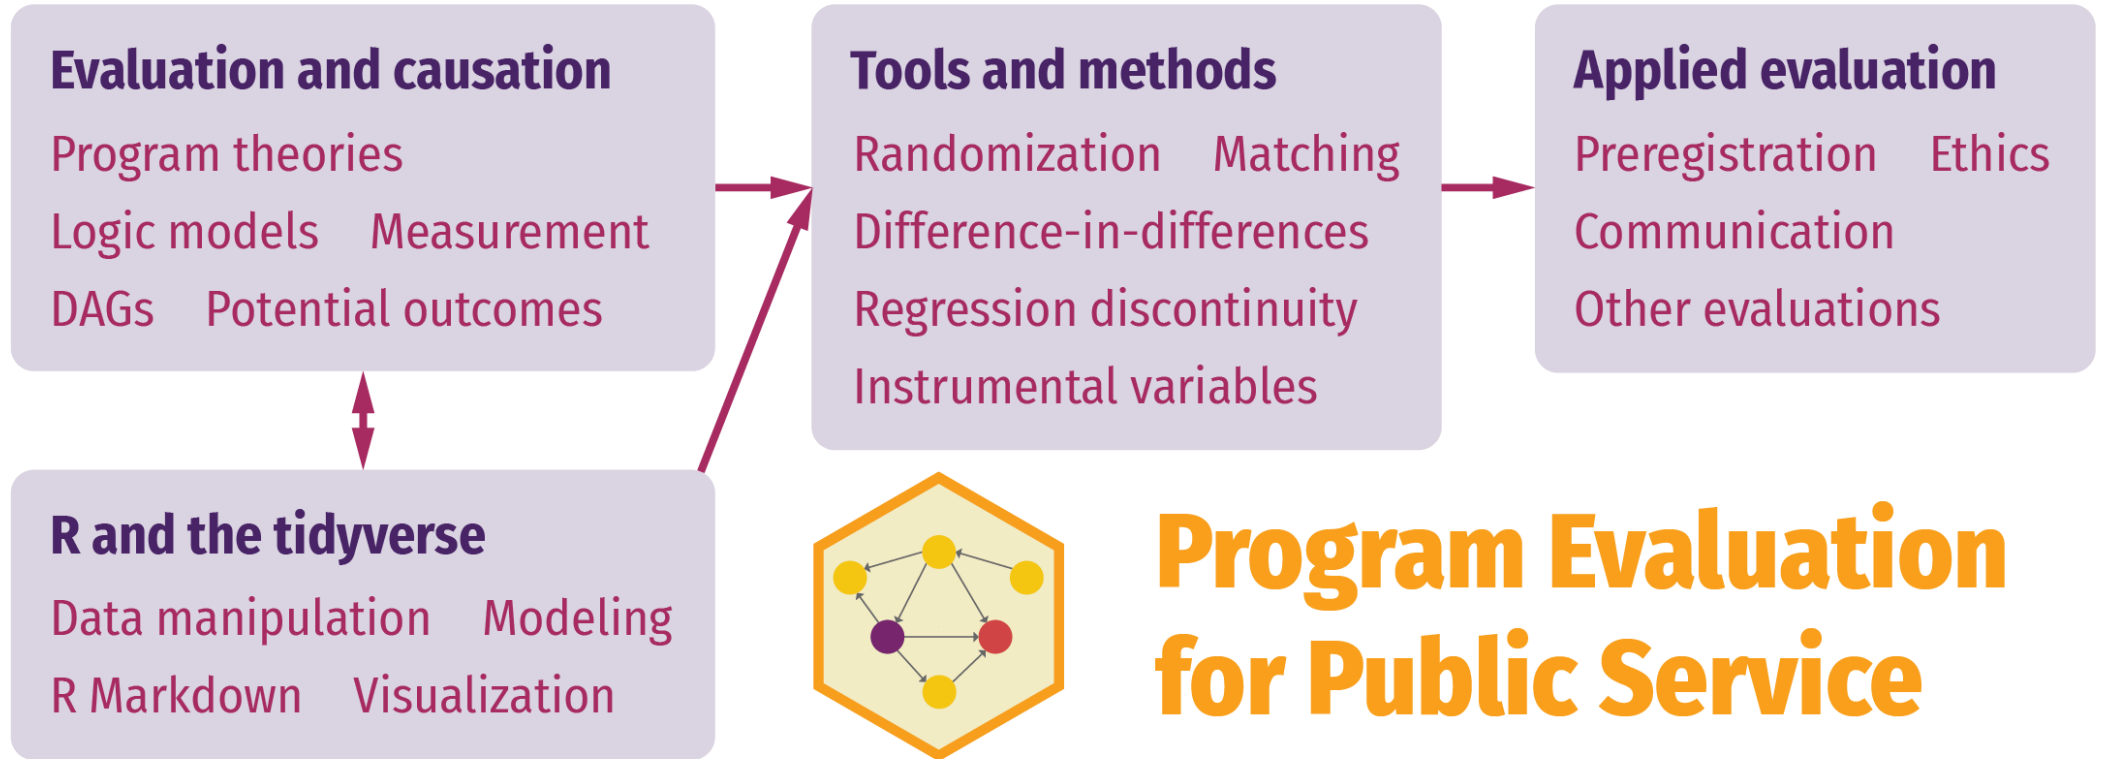 Evaluation and causation
Program theories
Logic models Measurement
DAGs Potential outcomes
R and the tidyverse
Data manipulation Modeling
R Markdown Visualization
Tools and methods
Randomization Matching
Difference-in-differences
Regression discontinuity
Instrumental variables
Applied evaluation
Preregistration Ethics
Communication
Other evaluations
Program Evaluation
for Public Service